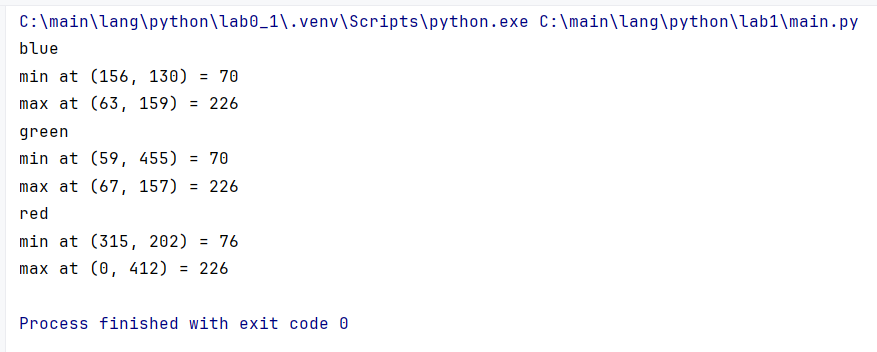 C:\main\lang\python\lab0_1\.venv\Scripts\python.exe C:\main\lang\python\lab1\main.py
blue
min at (156, 130) = 70
max at (63, 159) = 226
green
min at (59, 455) = 70
max at (67, 157) = 226
red
min at (315, 202) = 76
max at (0, 412) = 226
Process finished with exit code 0